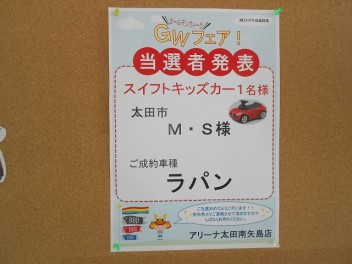 ゴールデンウィーク
GWフェア！
当選者発表
スイフトキッズカー1名様
太田市
M・S様
ご成約車種
ラパン
アリーナ太田南矢島店